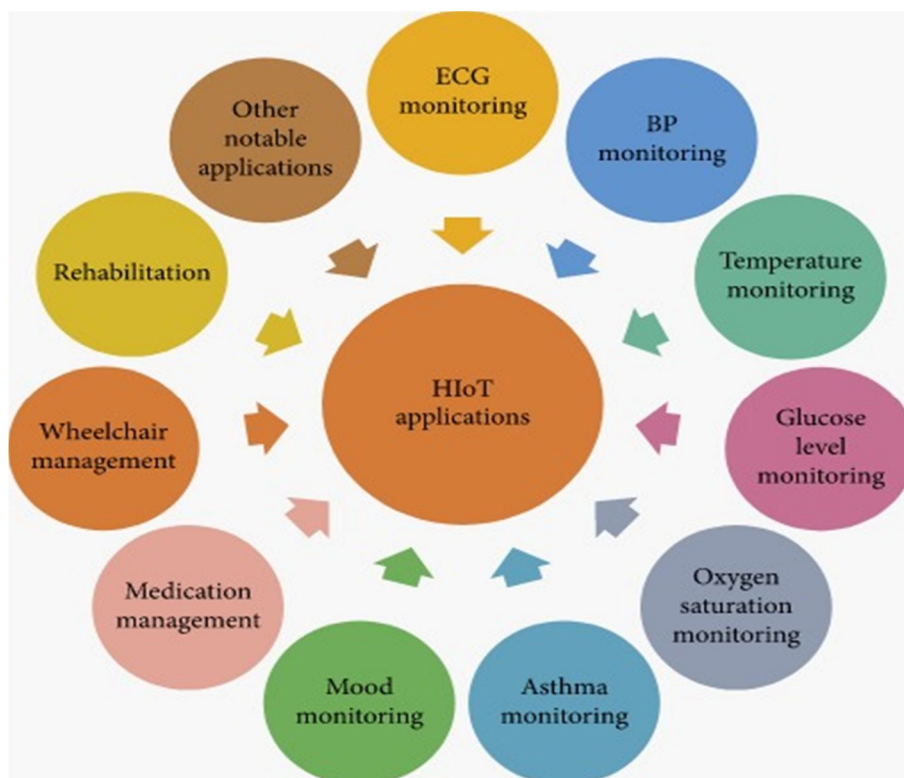 ECG
monitoring
BP
monitoring
Temperature
monitoring
Glucose
level
monitoring
Oxygen
saturation
monitoring
Asthma
monitoring
Mood
monitoring
Medication
management
Wheelchair
management
Rehabilitation
Other
notable
applications
HIoT
applications